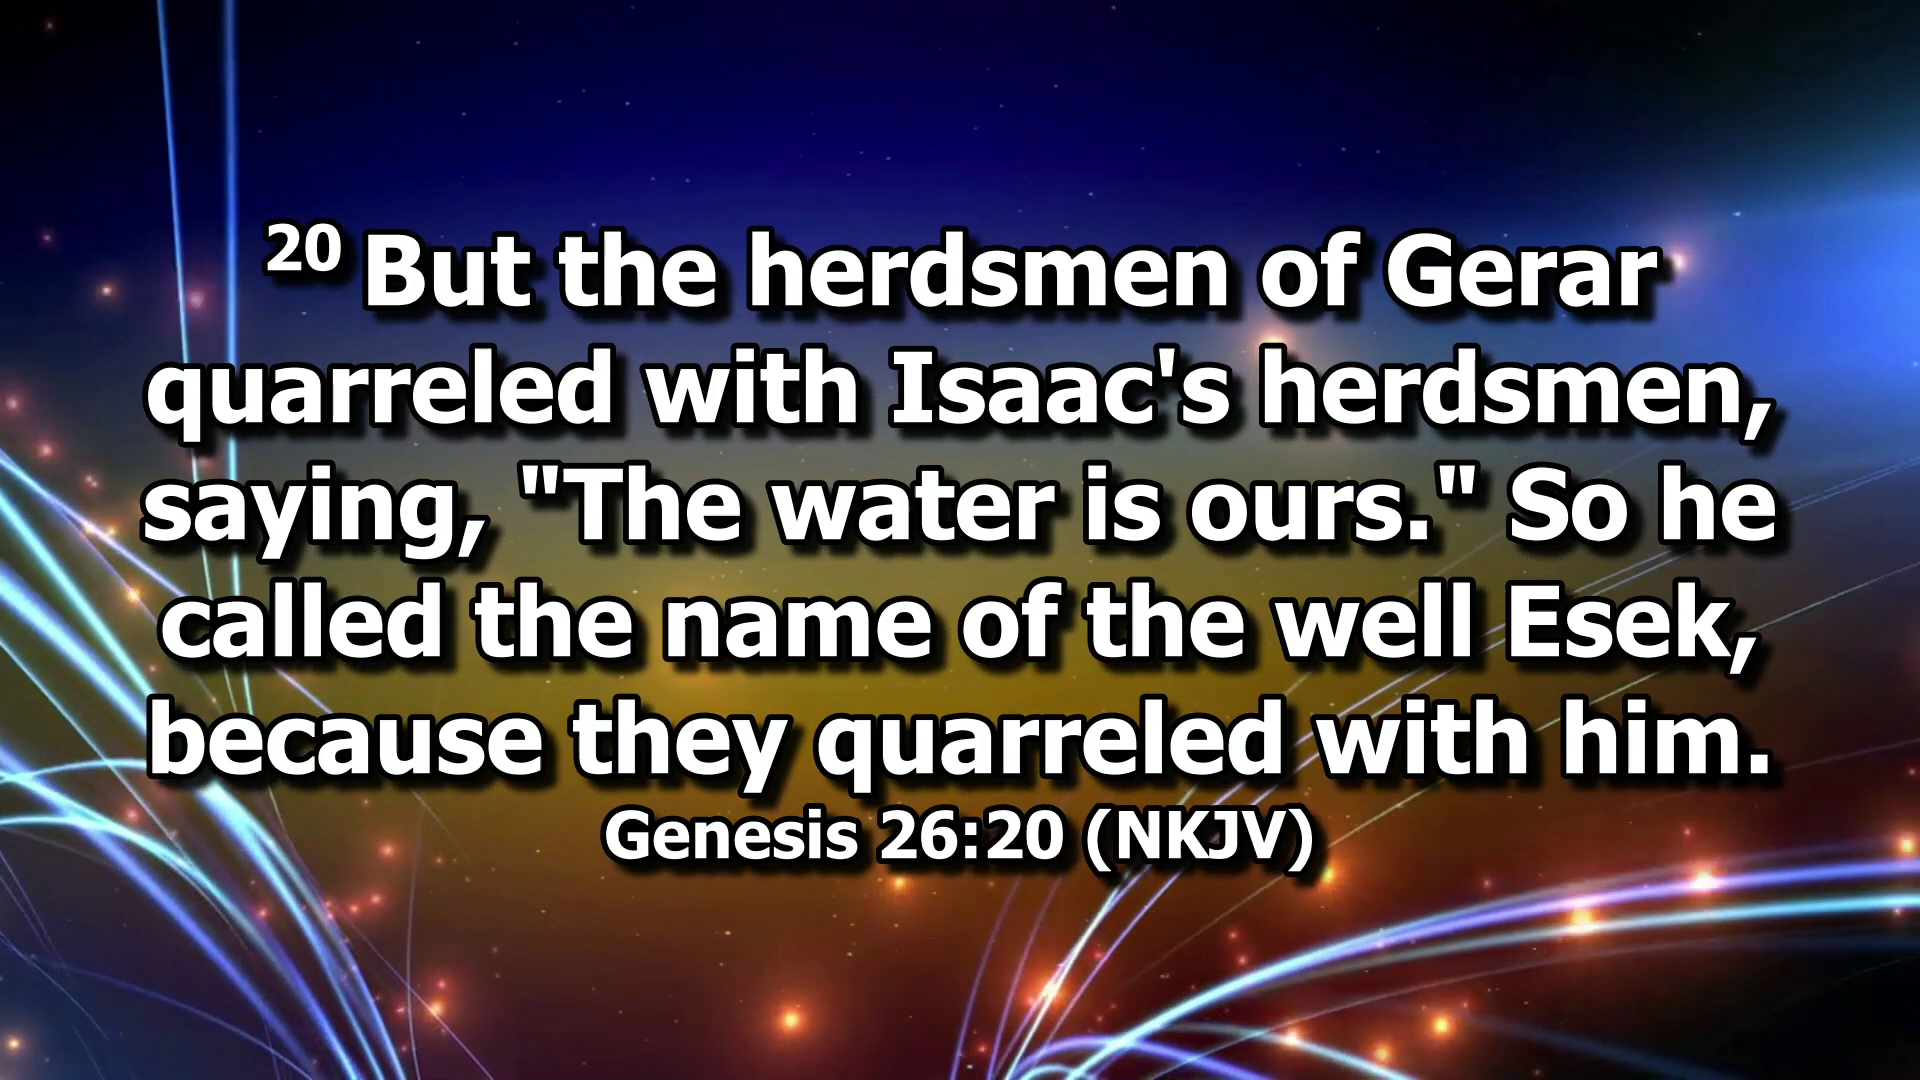 20 But the herdsmen of Gerar
quarreled with Isaac's herdsmen,
saying, "The water is ours." So he
called the name of the well Esek,
because they quarreled with him.
Genesis 26:20 (NKJV)